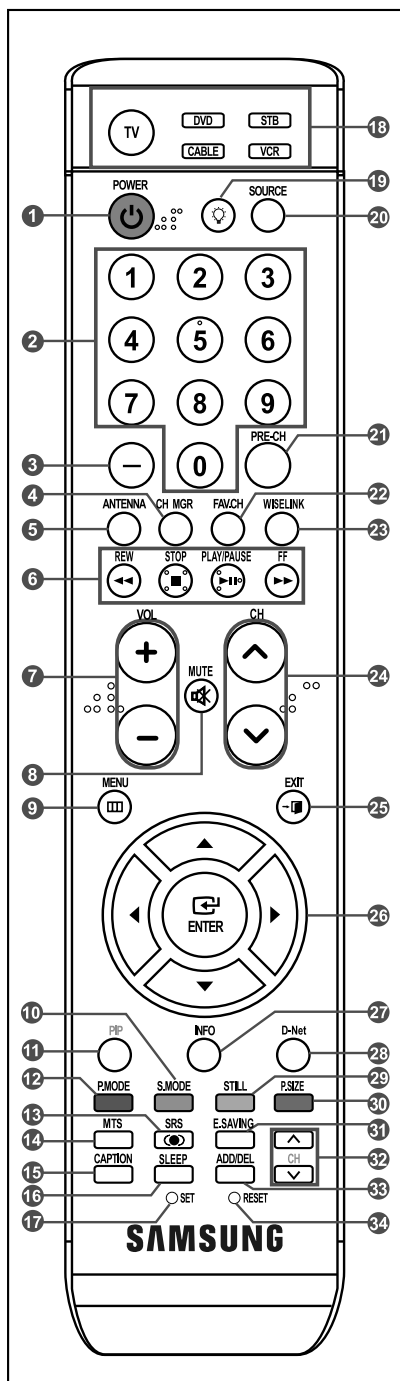 TV DVD STB 18
CABLE VCR
POWER 19 SOURCE
1 20
1 2 3
2 4 5 6
7 8 9
PRE-CH 21
3 − 0
4 22
ANTENNA CH MGR FAV.CH WISELINK
5 23
REW STOP PLAY/PAUSE FF
6
VOL CH
7 + MUTE 24
−
8
MENU EXIT
9 25
ENTER 26
10 27
PIP INFO D-Net
11 28
12 P.MODE S.MODE STILL P.SIZE 29
30
13 MTS SRS E.SAVING 31
14 CH 32
15 CAPTION SLEEP ADD/DEL
16 33
17 SET RESET 34
SAMSUNG